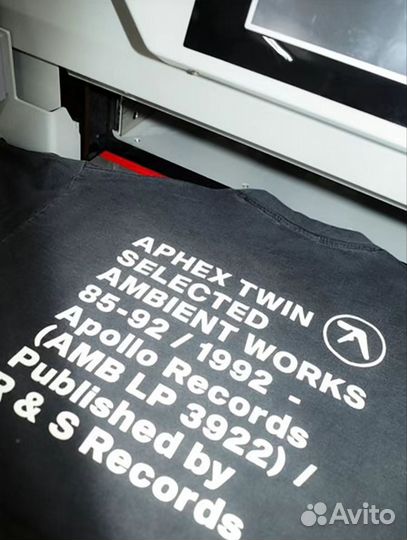 APHEX TWIN
SELECTED
AMBIENT WORKS
85-92 / 1992 -
Apollo Records
(AMB LP 3922) /
Published by
R & S Records
Avito